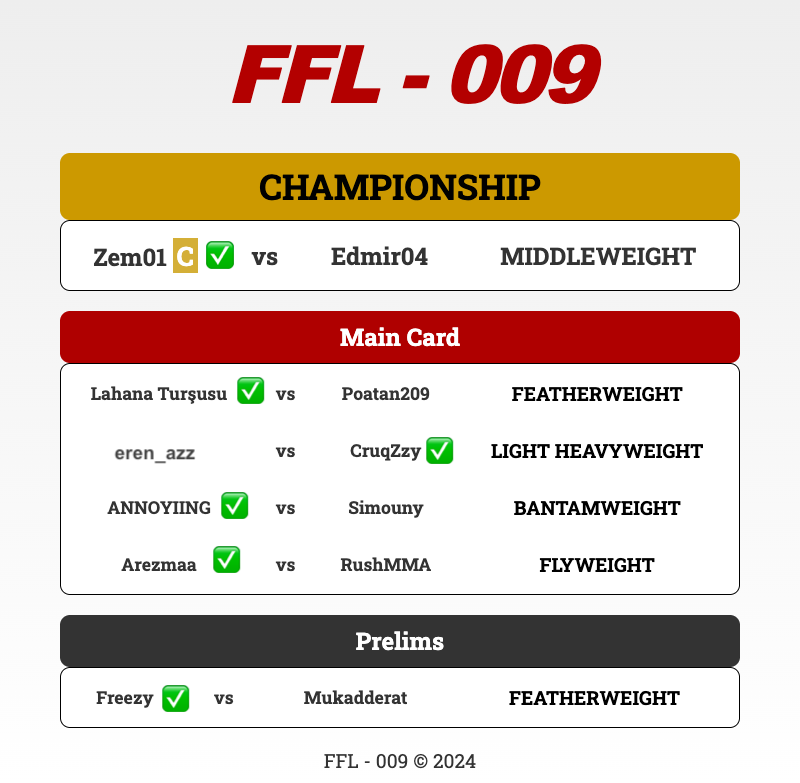 FFL - 009
CHAMPIONSHIP
Zem01 C ✅ vs Edmir04 MIDDLEWEIGHT
Main Card
Lahana Turşusu ✅ vs Poatan209 FEATHERWEIGHT
eren_azz vs CruqZzy ✅ LIGHT HEAVYWEIGHT
ANNOYIING ✅ vs Simouny BANTAMWEIGHT
Arezmaa ✅ vs RushMMA FLYWEIGHT
Prelims
Freezy ✅ vs Mukadderat FEATHERWEIGHT
FFL - 009 © 2024